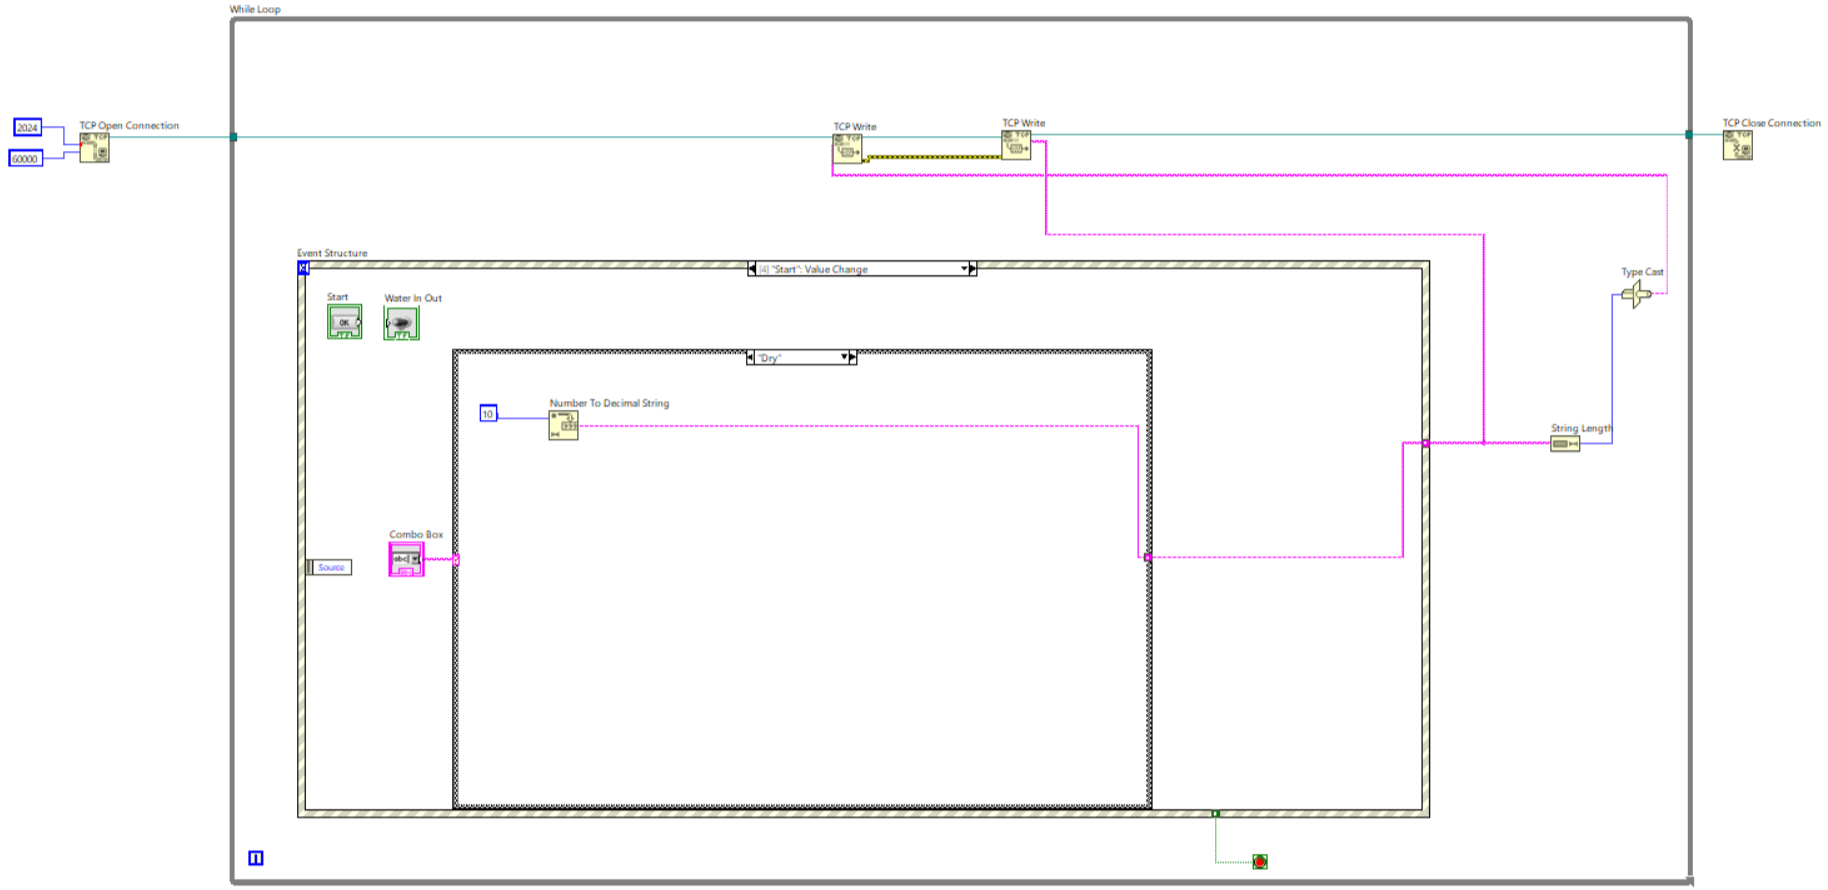 While Loop
2024
60000
TCP Open Connection
TCP Write
TCP Write
TCP Close Connection
Event Structure
[4] "Start": Value Change
Type Cast
Start
OK
Water In Out
"Dry"
10
Number To Decimal String
String Length
Combo Box
abc
Source
i